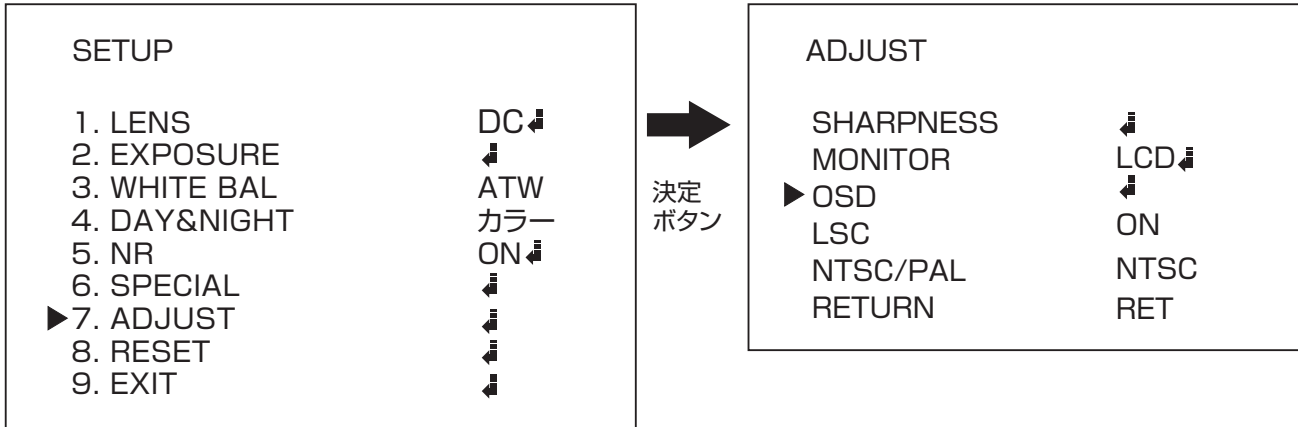 SETUP
1. LENS DC↲
2. EXPOSURE ↲
3. WHITE BAL ATW
4. DAY&NIGHT カラー
5. NR ON↲
6. SPECIAL ↲
▶7. ADJUST ↲
8. RESET ↲
9. EXIT ↲
決定
ボタン
ADJUST
SHARPNESS ↲
MONITOR LCD↲
▶OSD ↲
LSC ON
NTSC/PAL NTSC
RETURN RET